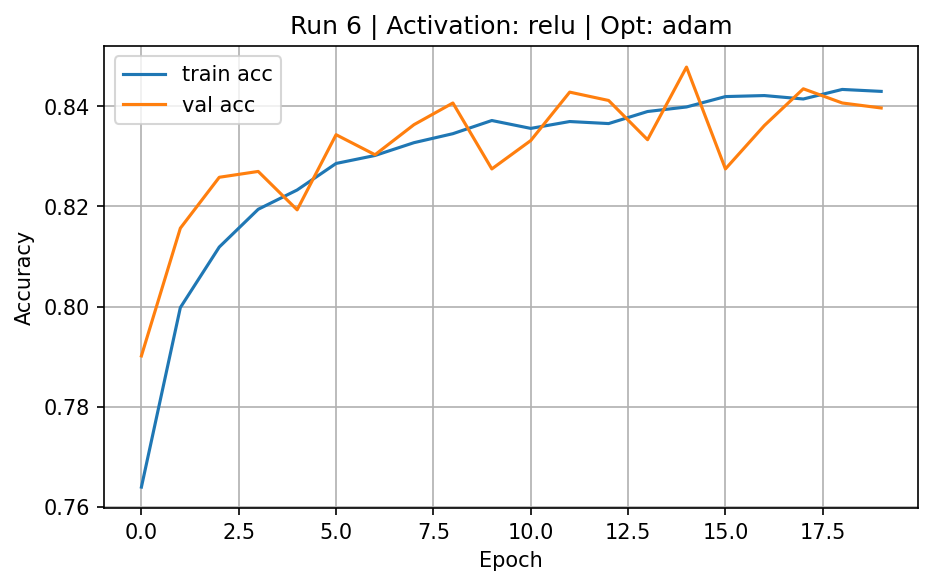 Run 6 | Activation: relu | Opt: adam
train acc
val acc
0.84
0.82
0.80
0.78
0.76
Accuracy
0.0 2.5 5.0 7.5 10.0 12.5 15.0 17.5
Epoch